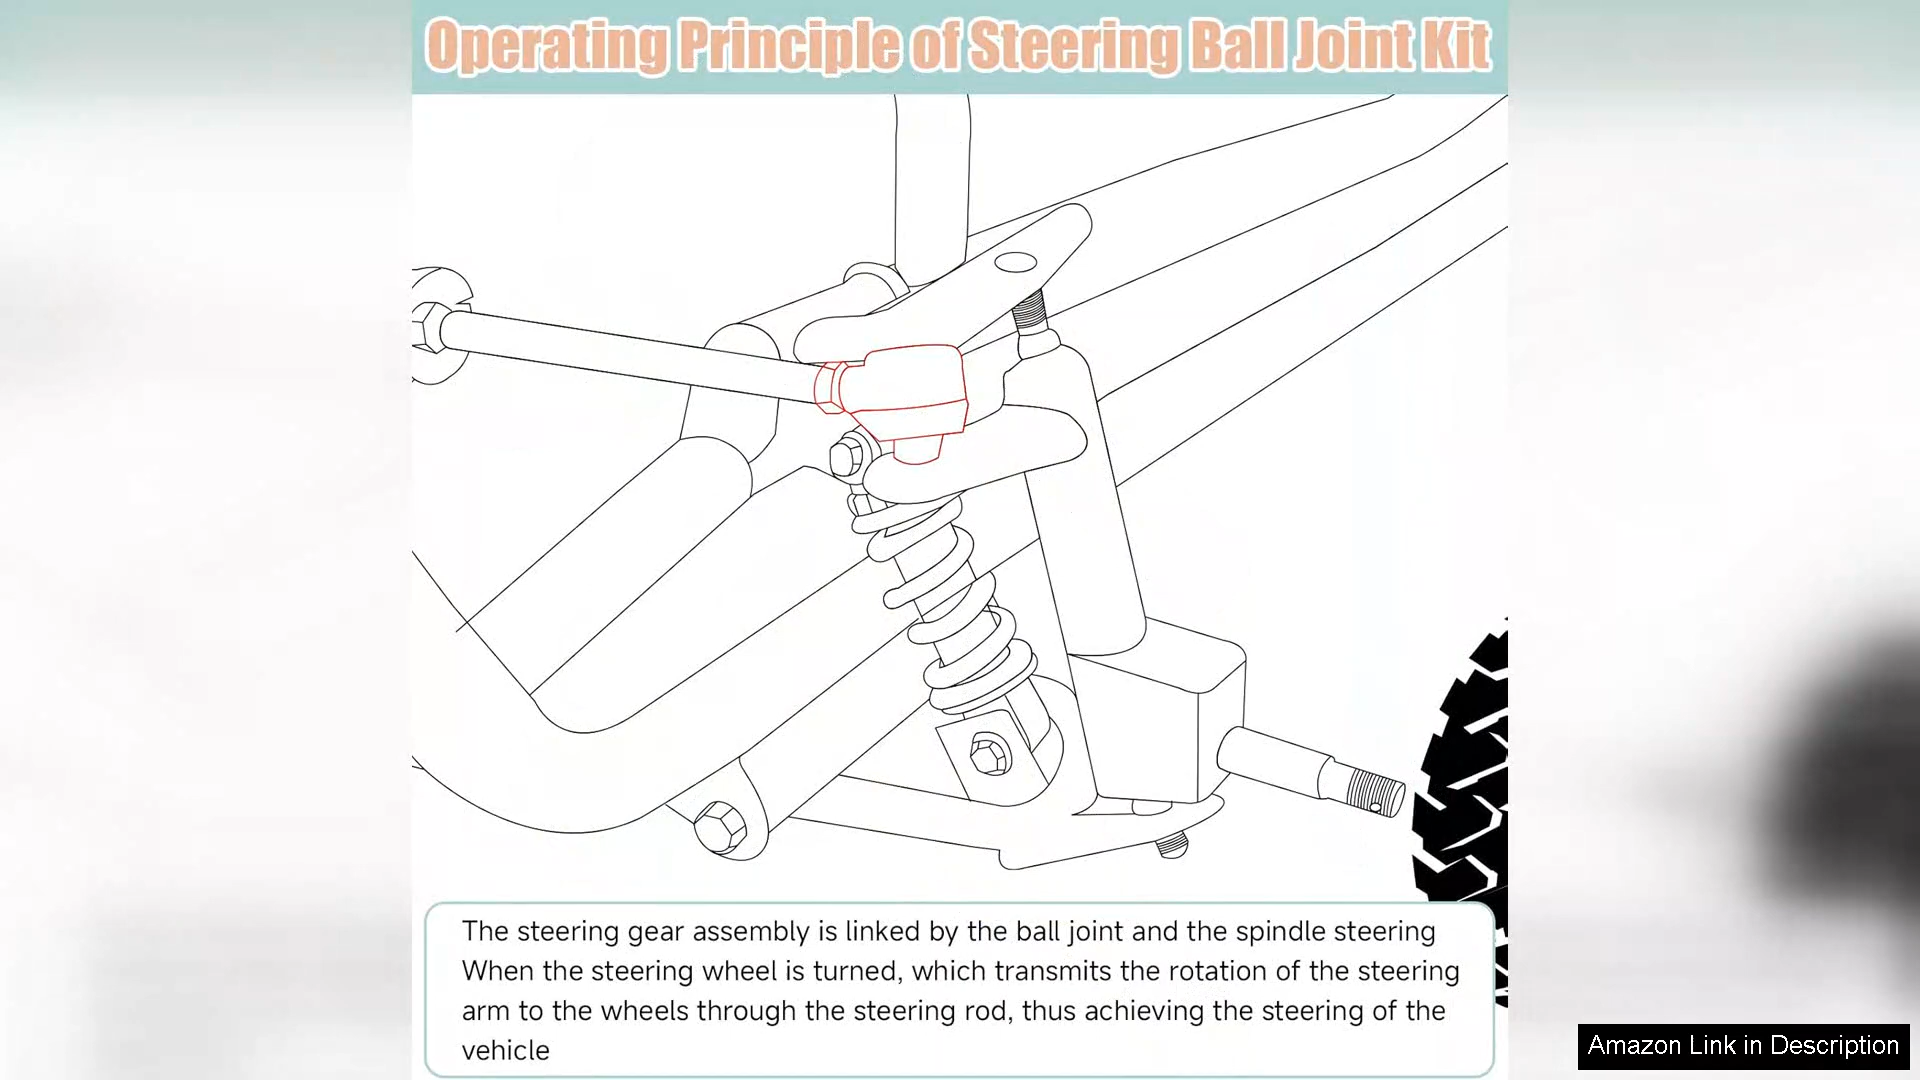 Operating Principle of Steering Ball Joint Kit
The steering gear assembly is linked by the ball joint and the spindle steering
When the steering wheel is turned, which transmits the rotation of the steering
arm to the wheels through the steering rod, thus achieving the steering of the
vehicle
Amazon Link in Description